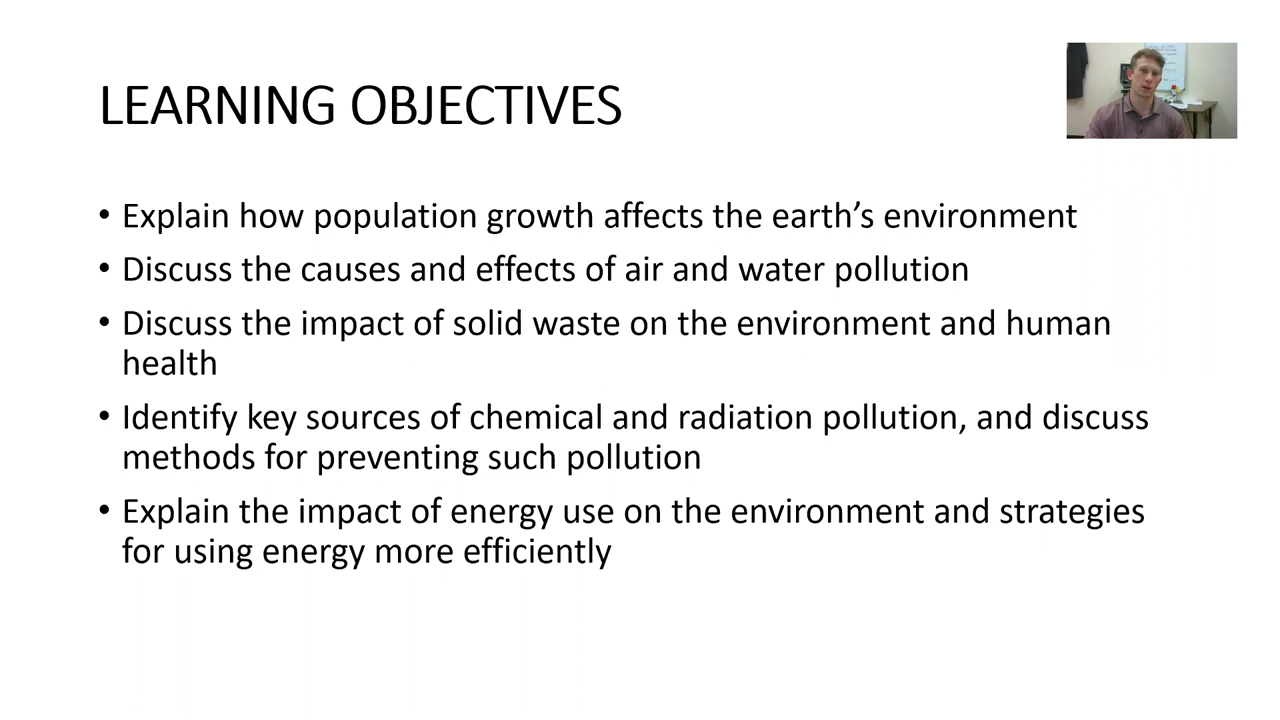 LEARNING OBJECTIVES
• Explain how population growth affects the earth’s environment
• Discuss the causes and effects of air and water pollution
• Discuss the impact of solid waste on the environment and human
health
• Identify key sources of chemical and radiation pollution, and discuss
methods for preventing such pollution
• Explain the impact of energy use on the environment and strategies
for using energy more efficiently